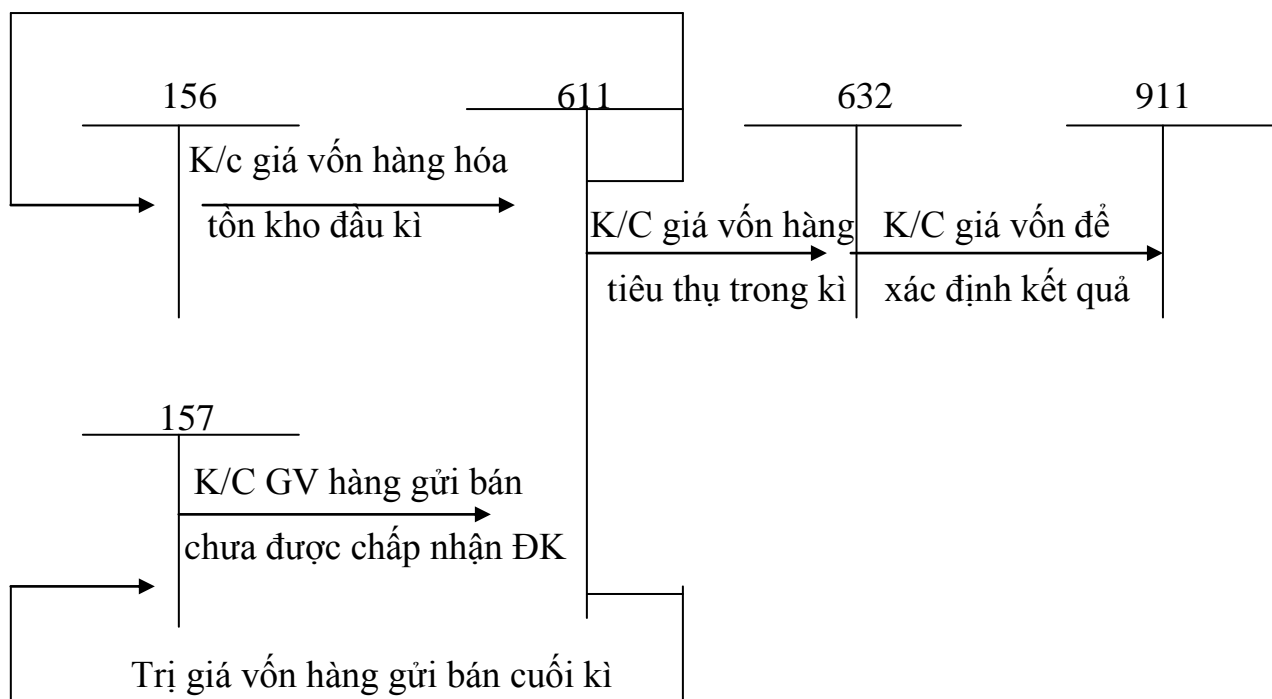 156
611
632
911
K/c giá vốn hàng hóa
tồn kho đầu kì
K/C giá vốn hàng
tiêu thụ trong kì
K/C giá vốn để
xác định kết quả
157
K/C GV hàng gửi bán
chưa được chấp nhận ĐK
Trị giá vốn hàng gửi bán cuối kì